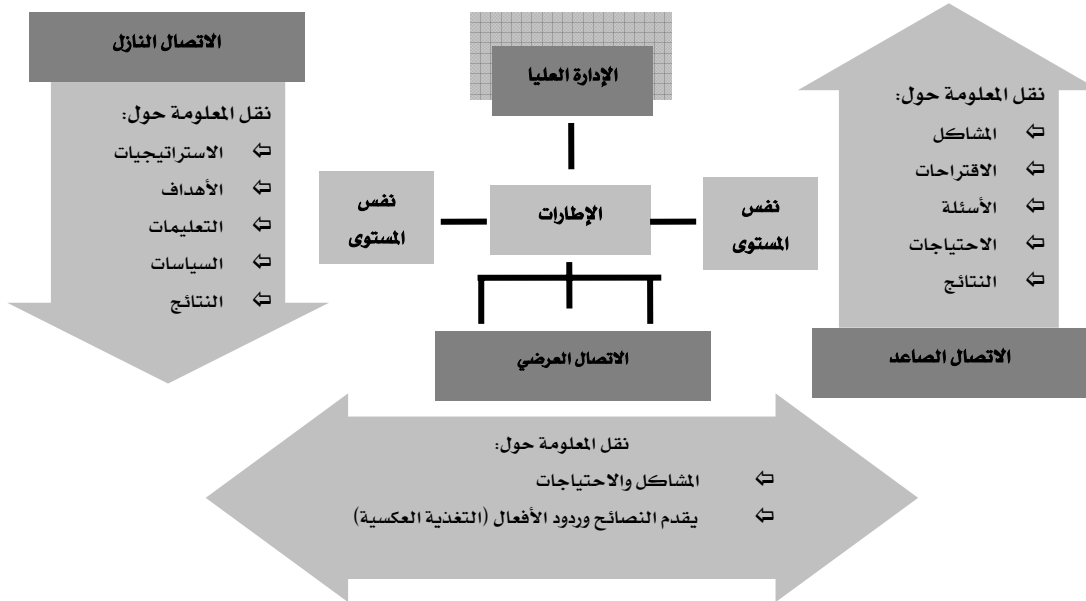 الاتصال النازل
نقل المعلومة حول:
الاستراتيجيات
الأهداف
التعليمات
السياسات
النتائج
الإدارة العليا
نفس
المستوى
الإطارات
نفس
المستوى
نقل المعلومة حول:
المشاكل
الاقتراحات
الأسئلة
الاحتياجات
النتائج
الاتصال الصاعد
الاتصال العرضي
نقل المعلومة حول:
المشاكل والاحتياجات
يقدم النصائح وردود الأفعال (التغذية العكسية)